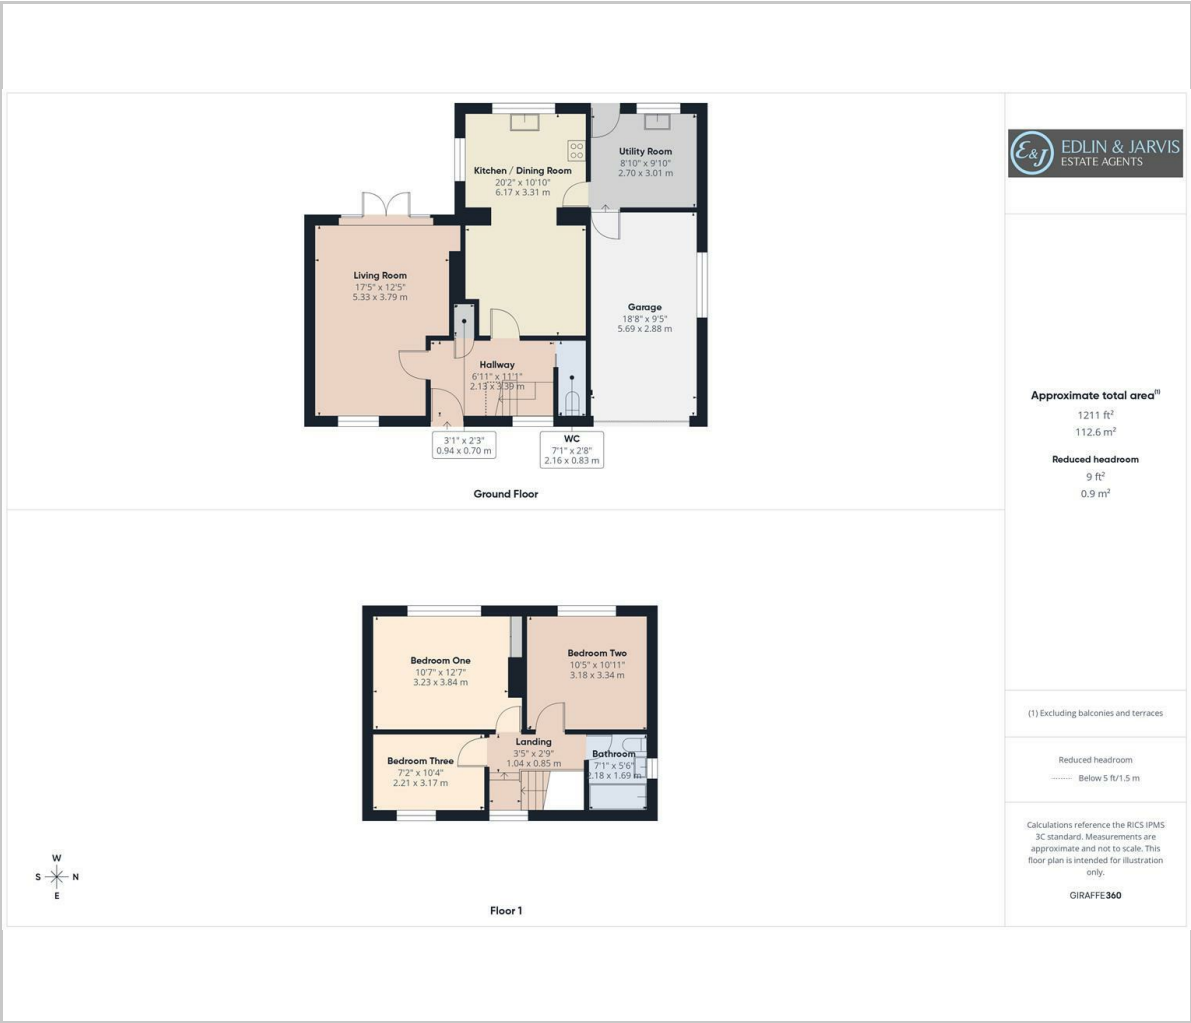 Kitchen / Dining Room
20'2" x 10'10"
6.17 x 3.31 m
Utility Room
8'10" x 9'10"
2.70 x 3.01 m
Living Room
17'5" x 12'5"
5.33 x 3.79 m
Garage
18'8" x 9'5"
5.69 x 2.88 m
Hallway
6'11" x 11'1"
2.13 x 3.39 m
3'1" x 2'3"
0.94 x 0.70 m
WC
7'1" x 2'8"
2.16 x 0.83 m
Ground Floor
Bedroom One
10'7" x 12'7"
3.23 x 3.84 m
Bedroom Two
10'5" x 10'11"
3.18 x 3.34 m
Landing
3'5" x 2'9"
1.04 x 0.85 m
Bedroom Three
7'2" x 10'4"
2.21 x 3.17 m
Bathroom
7'1" x 5'6"
2.18 x 1.69 m
W
S N
E
Floor 1
E&J EDLIN & JARVIS
ESTATE AGENTS
Approximate total area⁽¹⁾
1211 ft²
112.6 m²
Reduced headroom
9 ft²
0.9 m²
(1) Excluding balconies and terraces
Reduced headroom
Below 5 ft/1.5 m
Calculations reference the RICS IPMS
3C standard. Measurements are
approximate and not to scale. This
floor plan is intended for illustration
only.
GIRAFFE360